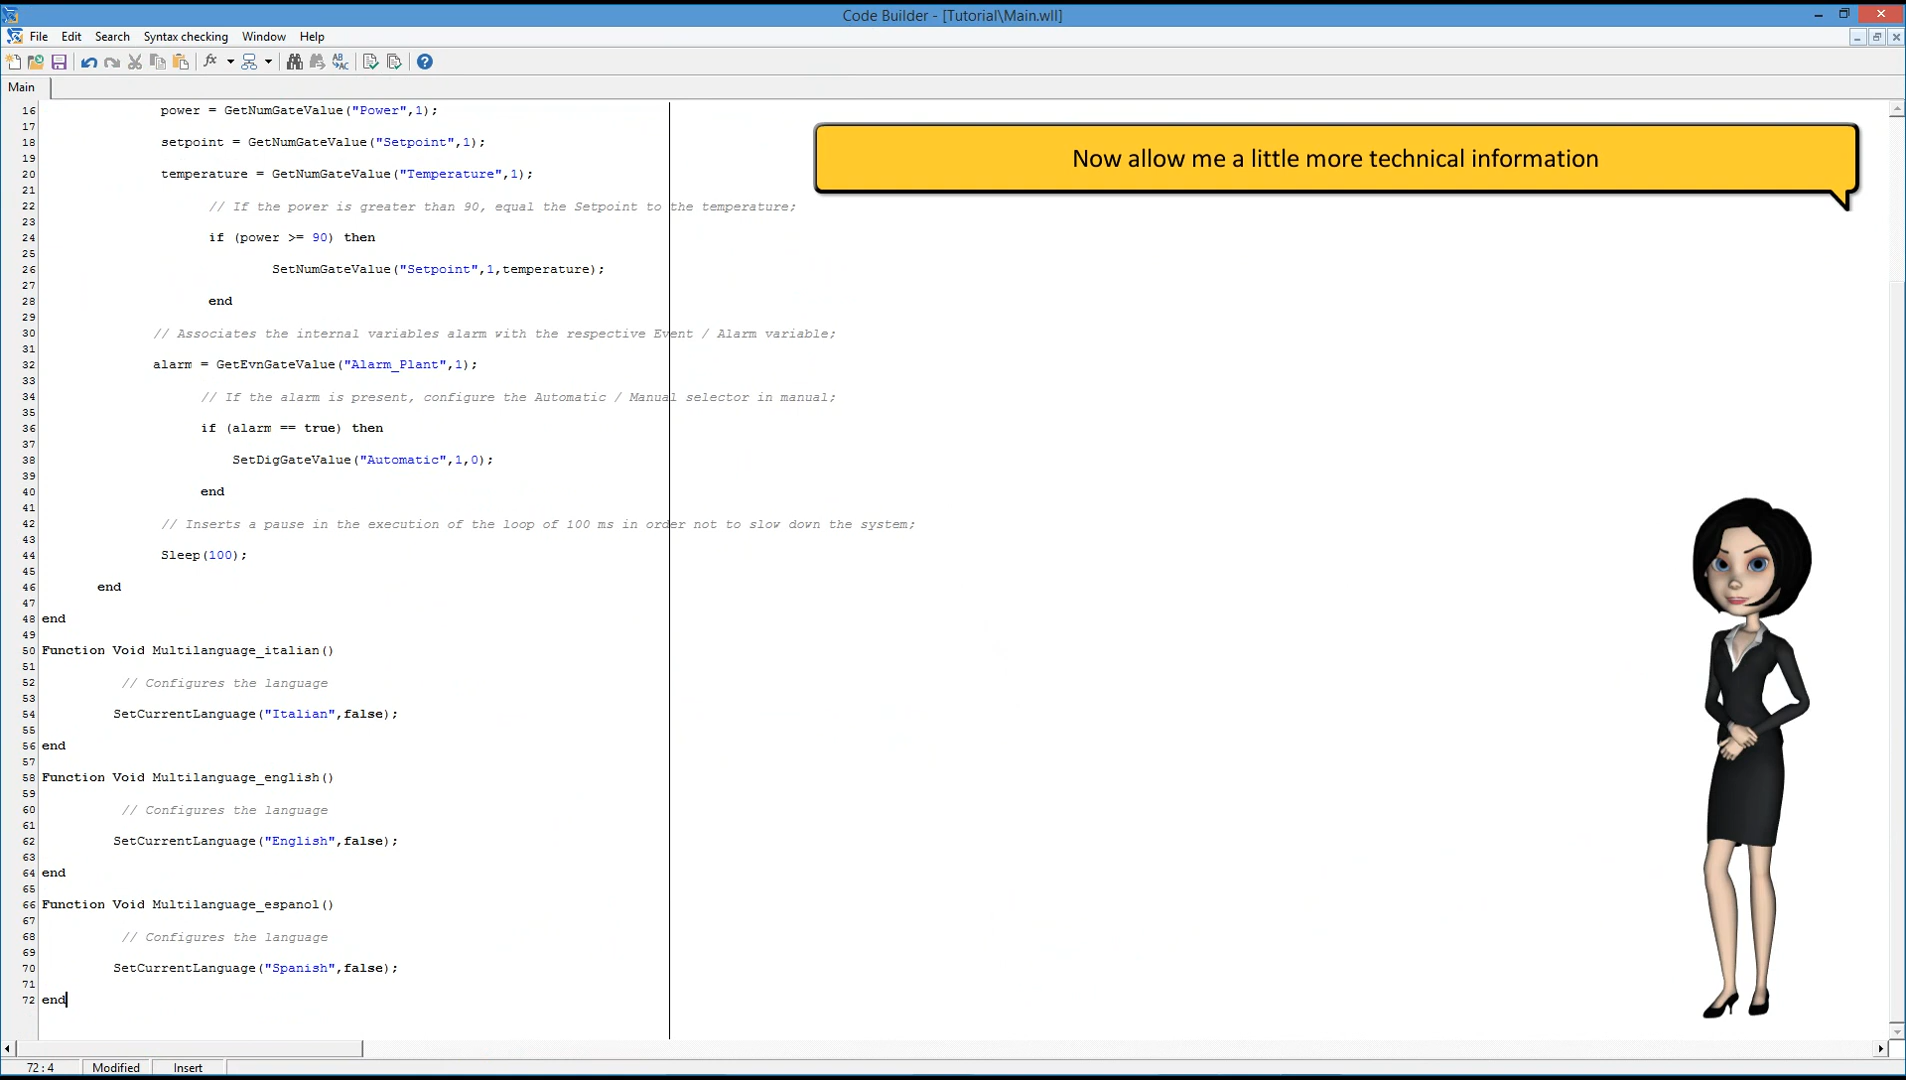 Code Builder - [Tutorial\Main.wll]
File Edit Search Syntax checking Window Help
Main
16 power = GetNumGateValue("Power",1);
17
18 setpoint = GetNumGateValue("Setpoint",1);
19
20 temperature = GetNumGateValue("Temperature",1);
21
22 // If the power is greater than 90, equal the Setpoint to the temperature;
23
24 if (power >= 90) then
25
26 SetNumGateValue("Setpoint",1,temperature);
27
28 end
29
30 // Associates the internal variables alarm with the respective Event / Alarm variable;
31
32 alarm = GetEvnGateValue("Alarm_Plant",1);
33
34 // If the alarm is present, configure the Automatic / Manual selector in manual;
35
36 if (alarm == true) then
37
38 SetDigGateValue("Automatic",1,0);
39
40 end
41
42 // Inserts a pause in the execution of the loop of 100 ms in order not to slow down the system;
43
44 Sleep(100);
45
46 end
47
48 end
49
50 Function Void Multilanguage_italian()
51
52 // Configures the language
53
54 SetCurrentLanguage("Italian",false);
55
56 end
57
58 Function Void Multilanguage_english()
59
60 // Configures the language
61
62 SetCurrentLanguage("English",false);
63
64 end
65
66 Function Void Multilanguage_espanol()
67
68 // Configures the language
69
70 SetCurrentLanguage("Spanish",false);
71
72 end
Now allow me a little more technical information
72: 4 Modified Insert